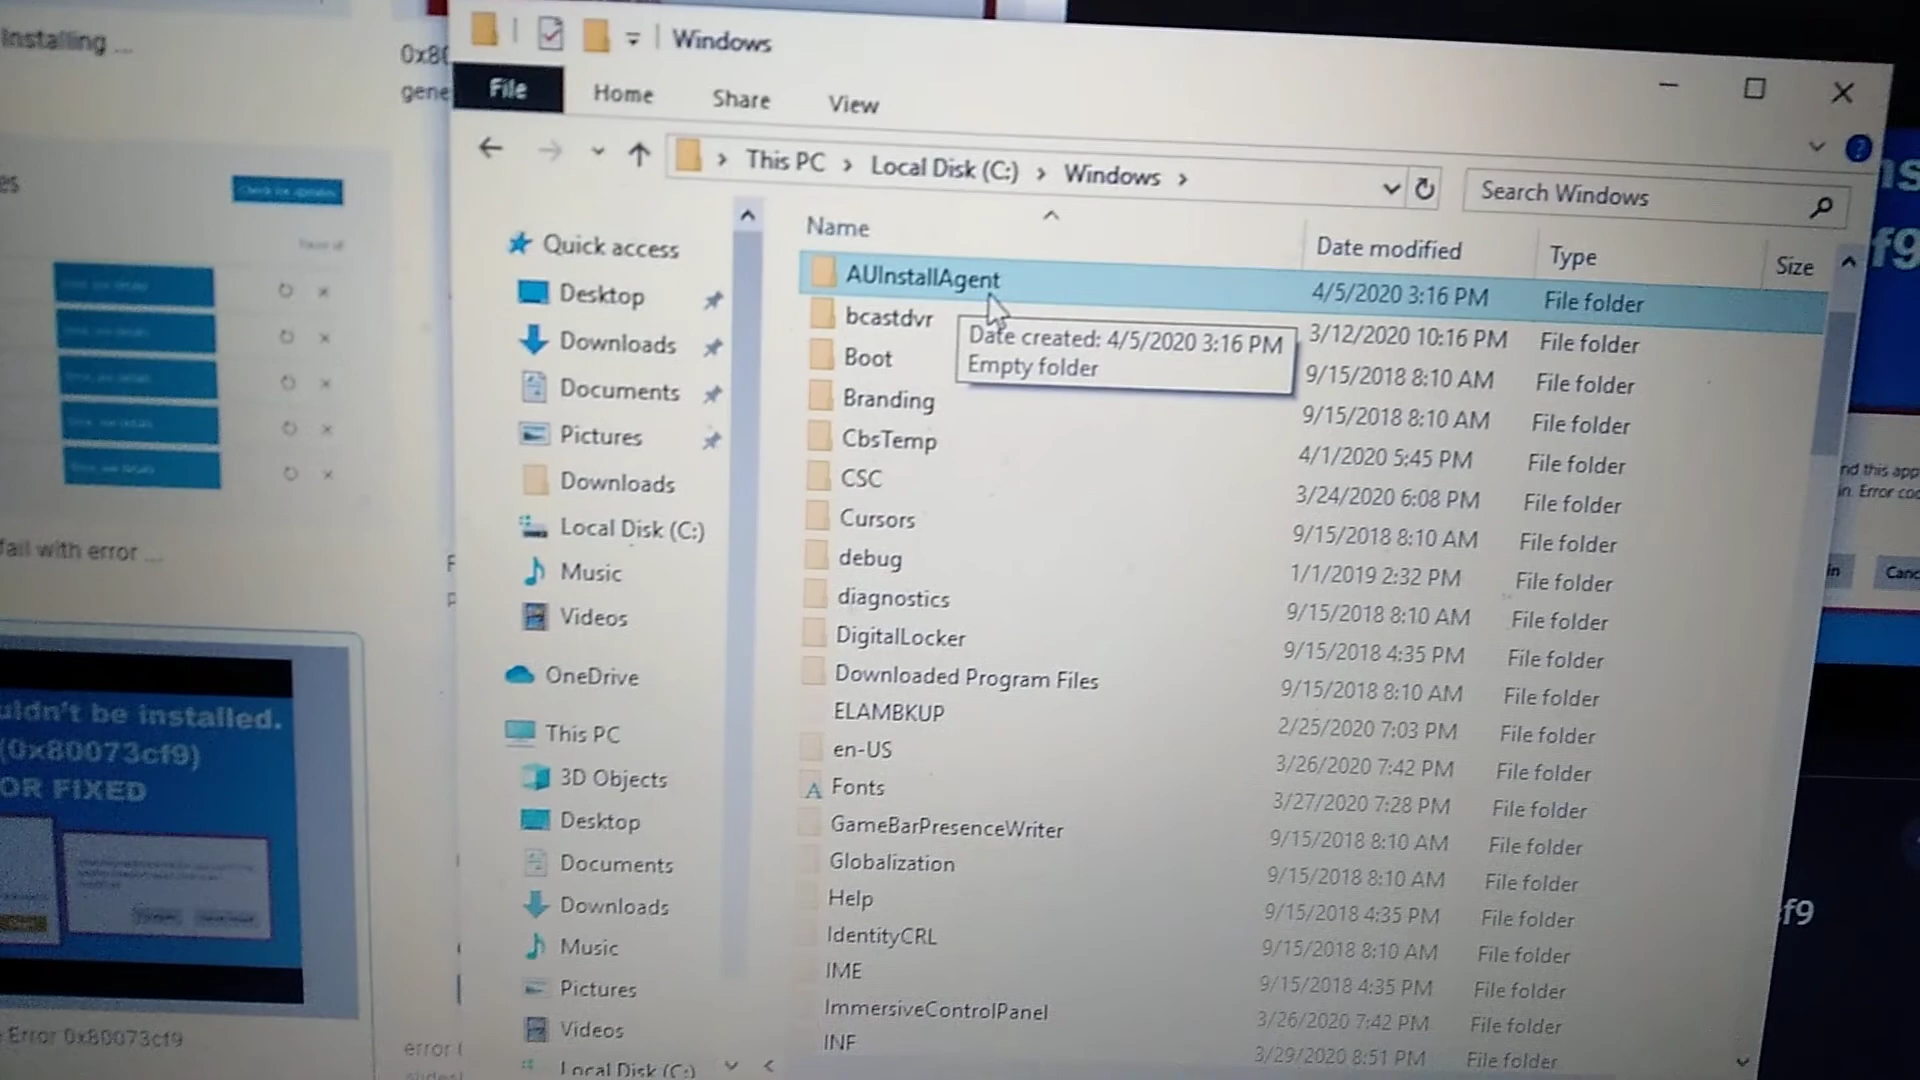 Installing ...
0x80
gene
es
Check for updates
fail with error ...
uldn't be installed.
(0x80073cf9)
OR FIXED
Error 0x80073cf9
error
Windows
File
Home
Share
View
This PC
Local Disk (C:)
Windows
Search Windows
Name
Date modified
Type
Size
Quick access
Desktop
Downloads
Documents
Pictures
Downloads
Local Disk (C:)
Music
Videos
OneDrive
This PC
3D Objects
Desktop
Documents
Downloads
Music
Pictures
Videos
Local Disk (C:)
AUInstallAgent 4/5/2020 3:16 PM File folder
bcastdvr 3/12/2020 10:16 PM File folder
Date created: 4/5/2020 3:16 PM
Empty folder
Boot 9/15/2018 8:10 AM File folder
Branding 9/15/2018 8:10 AM File folder
CbsTemp 4/1/2020 5:45 PM File folder
CSC 3/24/2020 6:08 PM File folder
Cursors 9/15/2018 8:10 AM File folder
debug 1/1/2019 2:32 PM File folder
diagnostics 9/15/2018 8:10 AM File folder
DigitalLocker 9/15/2018 4:35 PM File folder
Downloaded Program Files 9/15/2018 8:10 AM File folder
ELAMBKUP 2/25/2020 7:03 PM File folder
en-US 3/26/2020 7:42 PM File folder
Fonts 3/27/2020 7:28 PM File folder
GameBarPresenceWriter 9/15/2018 8:10 AM File folder
Globalization 9/15/2018 8:10 AM File folder
Help 9/15/2018 4:35 PM File folder
IdentityCRL 9/15/2018 8:10 AM File folder
IME 9/15/2018 4:35 PM File folder
ImmersiveControlPanel 3/26/2020 7:42 PM File folder
INF 3/29/2020 8:51 PM File folder
f9
nd this app
in. Error co
in
Canc
f9